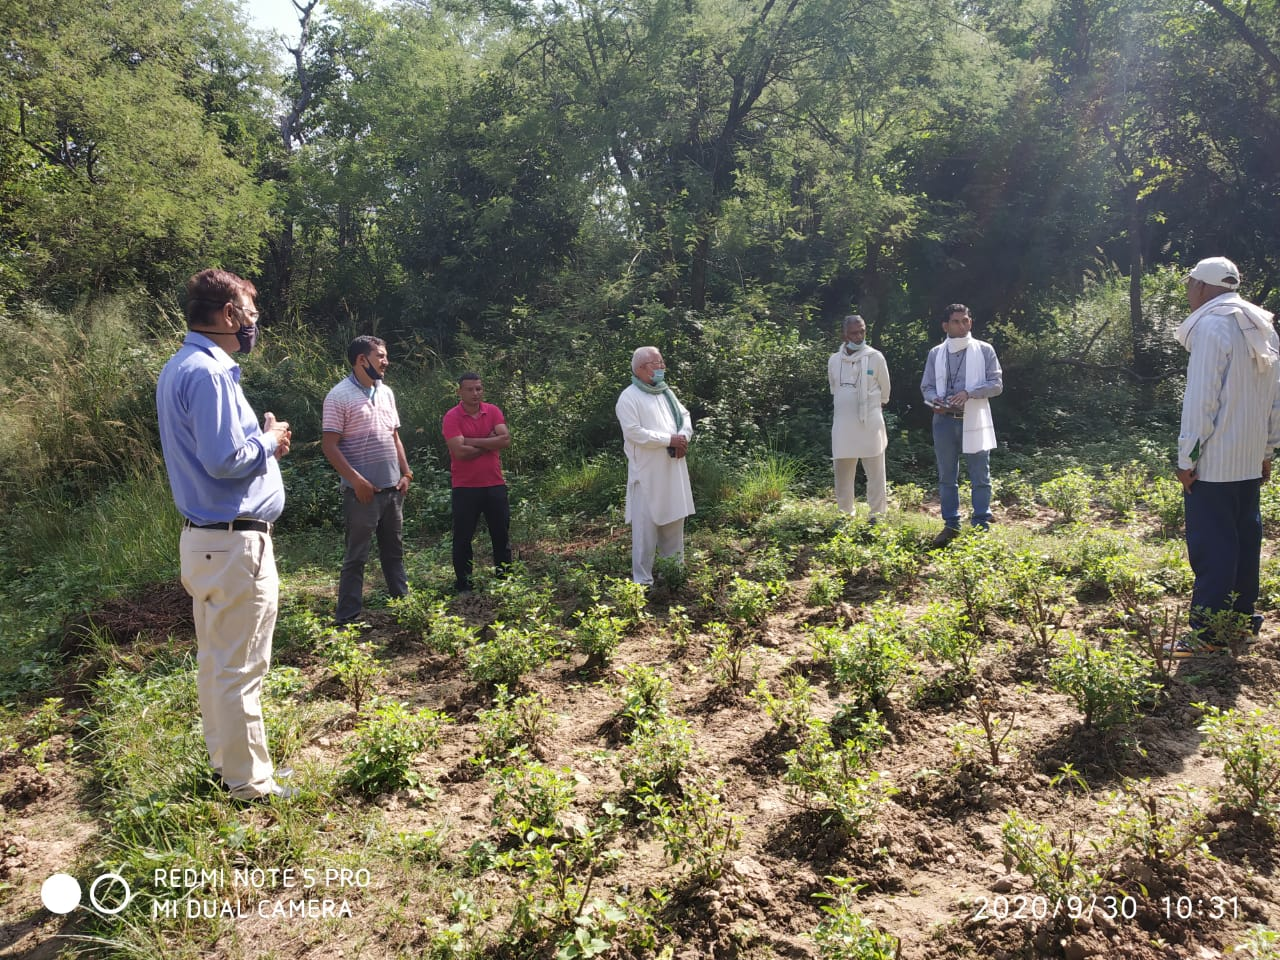 REDMI NOTE 5 PRO
MI DUAL CAMERA
2020/9/30 10:31